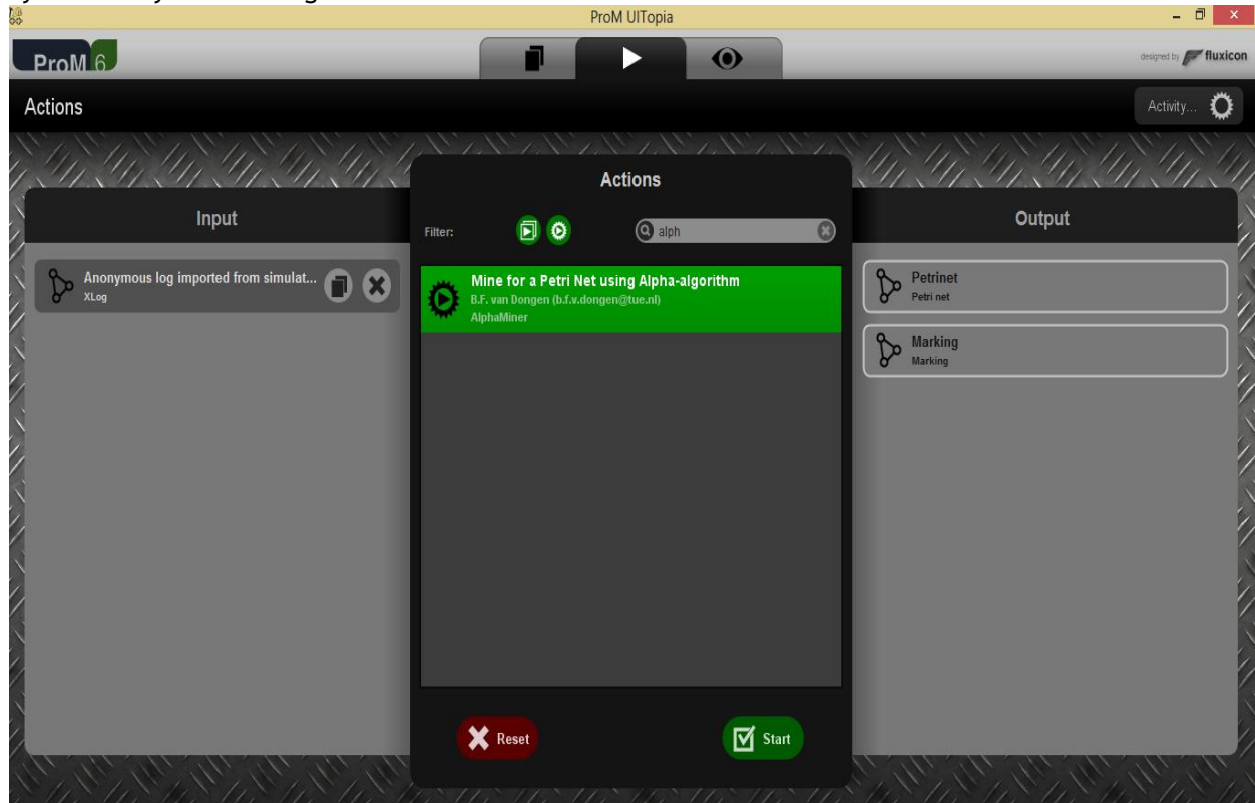 ProM UITopia
ProM 6
designed by fluxicon
Actions
Activity...
Actions
Input
Output
Filter:
alph
Anonymous log imported from simulat...
XLog
Mine for a Petri Net using Alpha-algorithm
B.F. van Dongen (b.f.v.dongen@tue.nl)
AlphaMiner
Petrinet
Petri net
Marking
Marking
Reset
Start